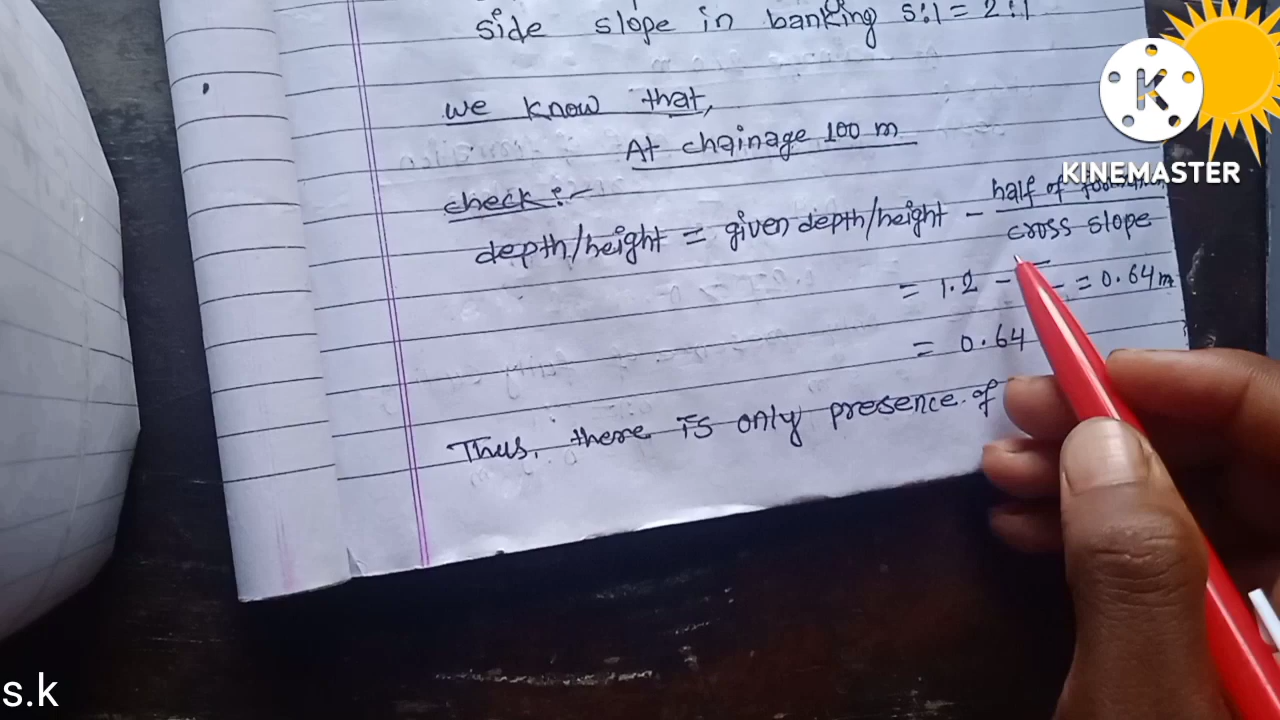 side slope in banking S:1 = 2:1
we know that,
At chainage 100 m
check :-
depth/height = given depth/height - half of
cross slope
= 1.2 - = 0.64m
= 0.64
Thus, there is only presence of
K
KINEMASTER
s.k